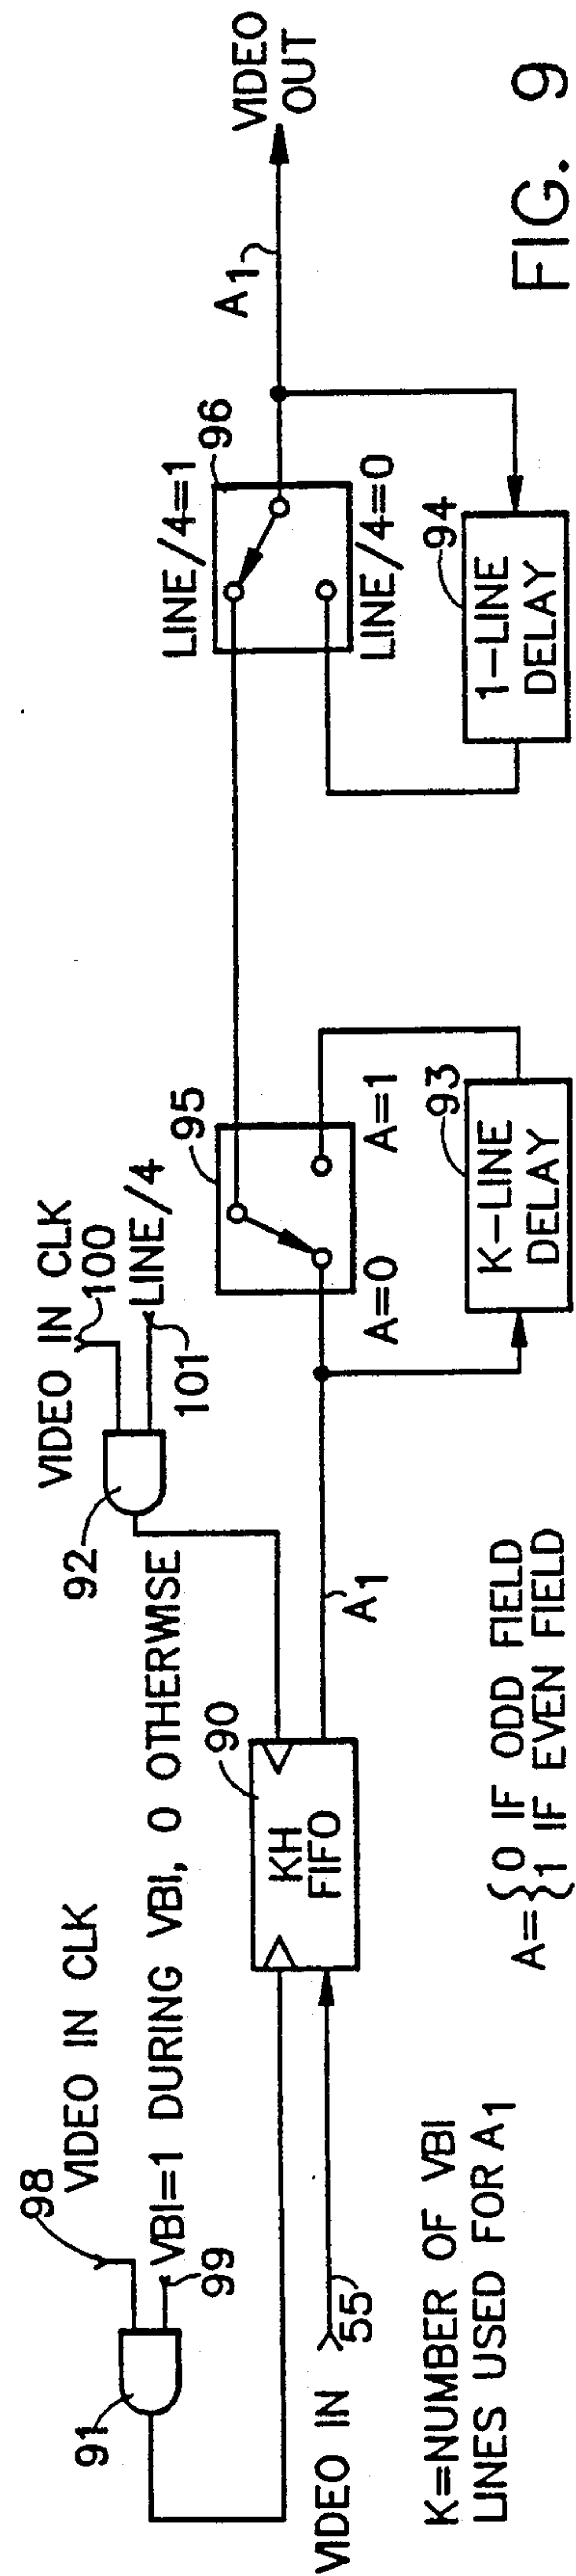 98
VIDEO IN CLK
91
VBI=1 DURING VBI, 0 OTHERWISE
99
VIDEO IN
55
K=NUMBER OF VBI
LINES USED FOR A1
90
KH
FIFO
A1
A={0 IF ODD FIELD
1 IF EVEN FIELD
92
VIDEO IN CLK
100
LINE/4
101
95
A=0
A=1
93
K-LINE
DELAY
LINE/4=1
96
LINE/4=0
94
1-LINE
DELAY
A1
VIDEO
OUT
FIG. 9